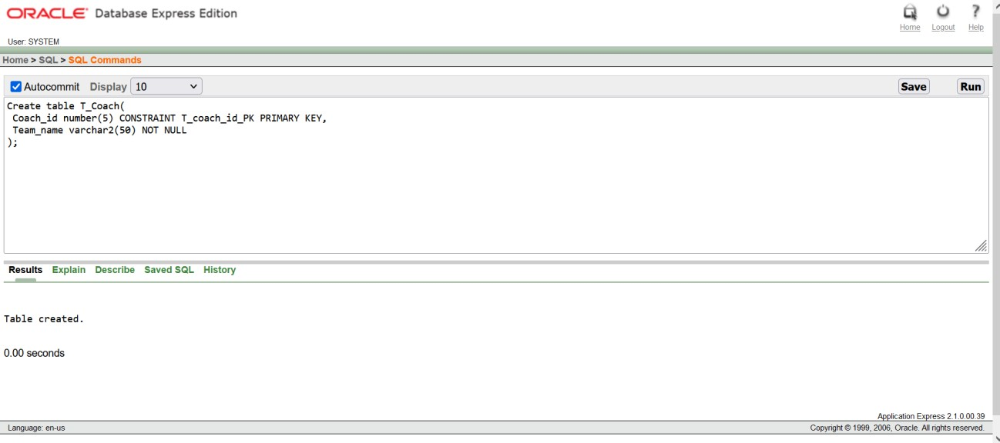 ORACLE Database Express Edition
Home Logout Help
User: SYSTEM
Home > SQL > SQL Commands
Autocommit Display 10 Save Run
Create table T_Coach(
 Coach_id number(5) CONSTRAINT T_coach_id_PK PRIMARY KEY,
 Team_name varchar2(50) NOT NULL
);
Results Explain Describe Saved SQL History
Table created.
0.00 seconds
Application Express 2.1.0.00.39
Language: en-us Copyright © 1999, 2006, Oracle. All rights reserved.